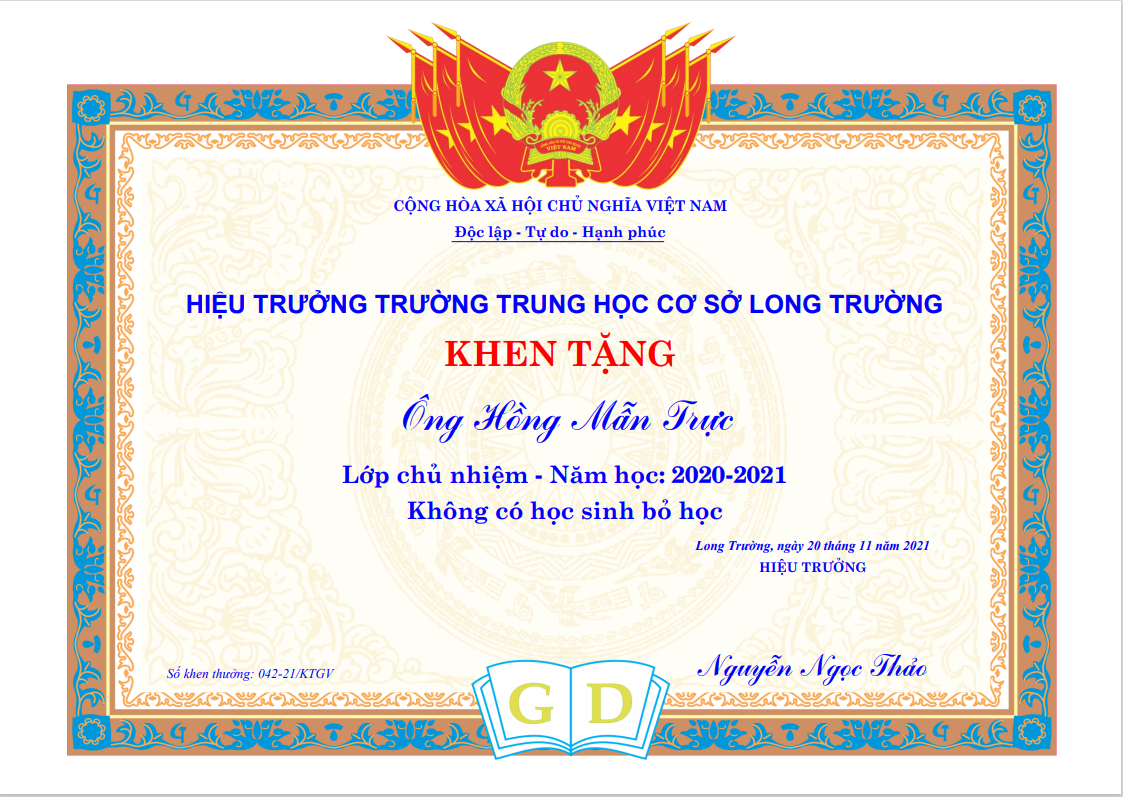 CỘNG HÒA XÃ HỘI CHỦ NGHĨA VIỆT NAM
Độc lập - Tự do - Hạnh phúc
HIỆU TRƯỞNG TRƯỜNG TRUNG HỌC CƠ SỞ LONG TRƯỜNG
KHEN TẶNG
Ông Hồng Mẫn Trực
Lớp chủ nhiệm - Năm học: 2020-2021
Không có học sinh bỏ học
Long Trường, ngày 20 tháng 11 năm 2021
HIỆU TRƯỞNG
Nguyễn Ngọc Thảo
Số khen thưởng: 042-21/KTGV
G D